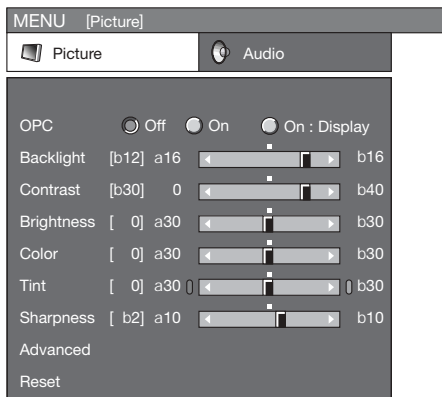 MENU [Picture]
Picture Audio
OPC Off On On : Display
Backlight [b12] a16 b16
Contrast [b30] 0 b40
Brightness [ 0] a30 b30
Color [ 0] a30 b30
Tint [ 0] a30 b30
Sharpness [ b2] a10 b10
Advanced
Reset